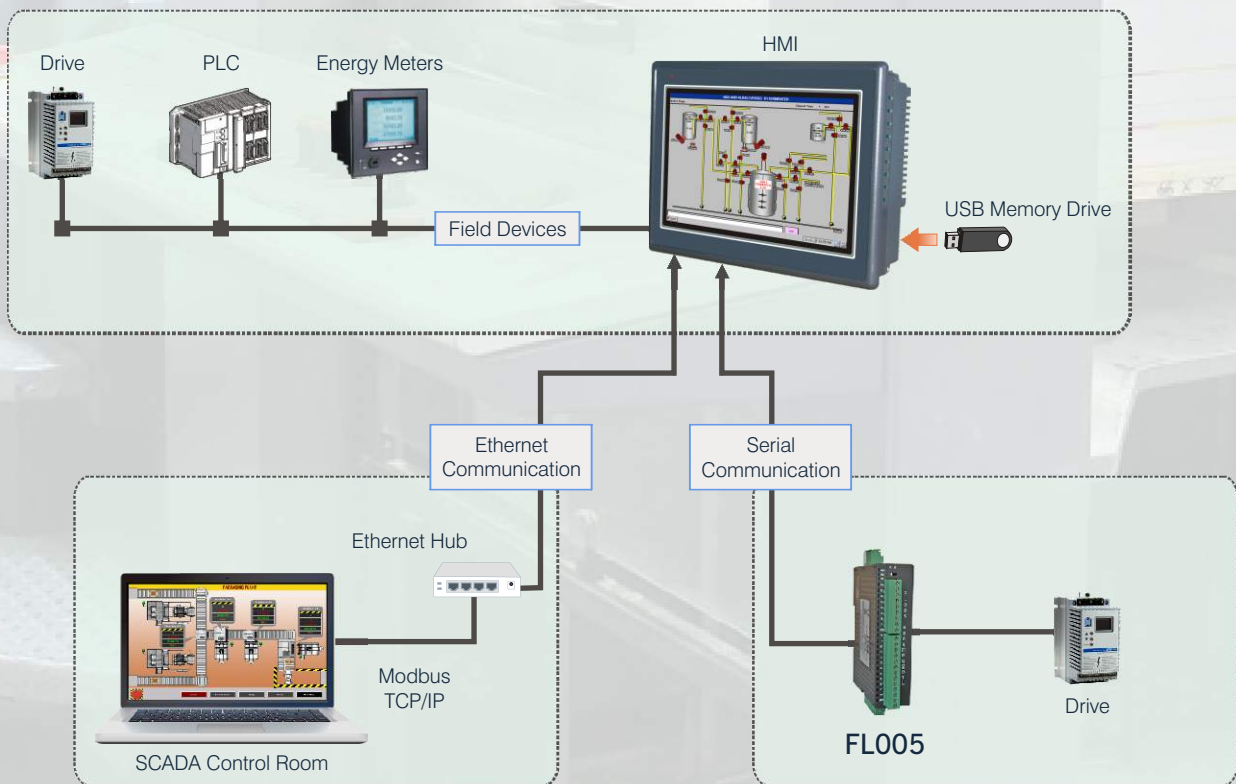 HMI
Drive
PLC
Energy Meters
USB Memory Drive
Field Devices
Ethernet
Communication
Serial
Communication
Ethernet Hub
Modbus
TCP/IP
SCADA Control Room
FL005
Drive